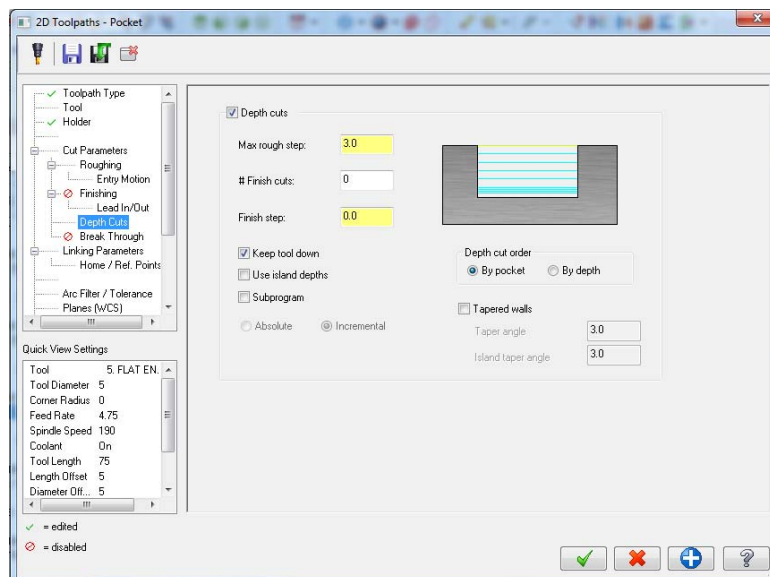 2D Toolpaths - Pocket
Toolpath Type
Tool
Holder
Cut Parameters
Roughing
Entry Motion
Finishing
Lead In/Out
Depth Cuts
Break Through
Linking Parameters
Home / Ref. Points
Arc Filter / Tolerance
Planes (WCS)
Quick View Settings
Tool 5. FLAT EN.
Tool Diameter 5
Corner Radius 0
Feed Rate 4.75
Spindle Speed 190
Coolant On
Tool Length 75
Length Offset 5
Diameter Off... 5
= edited
= disabled
Depth cuts
Max rough step: 3.0
# Finish cuts: 0
Finish step: 0.0
Keep tool down
Use island depths
Subprogram
Absolute Incremental
Depth cut order
By pocket By depth
Tapered walls
Taper angle 3.0
Island taper angle 3.0